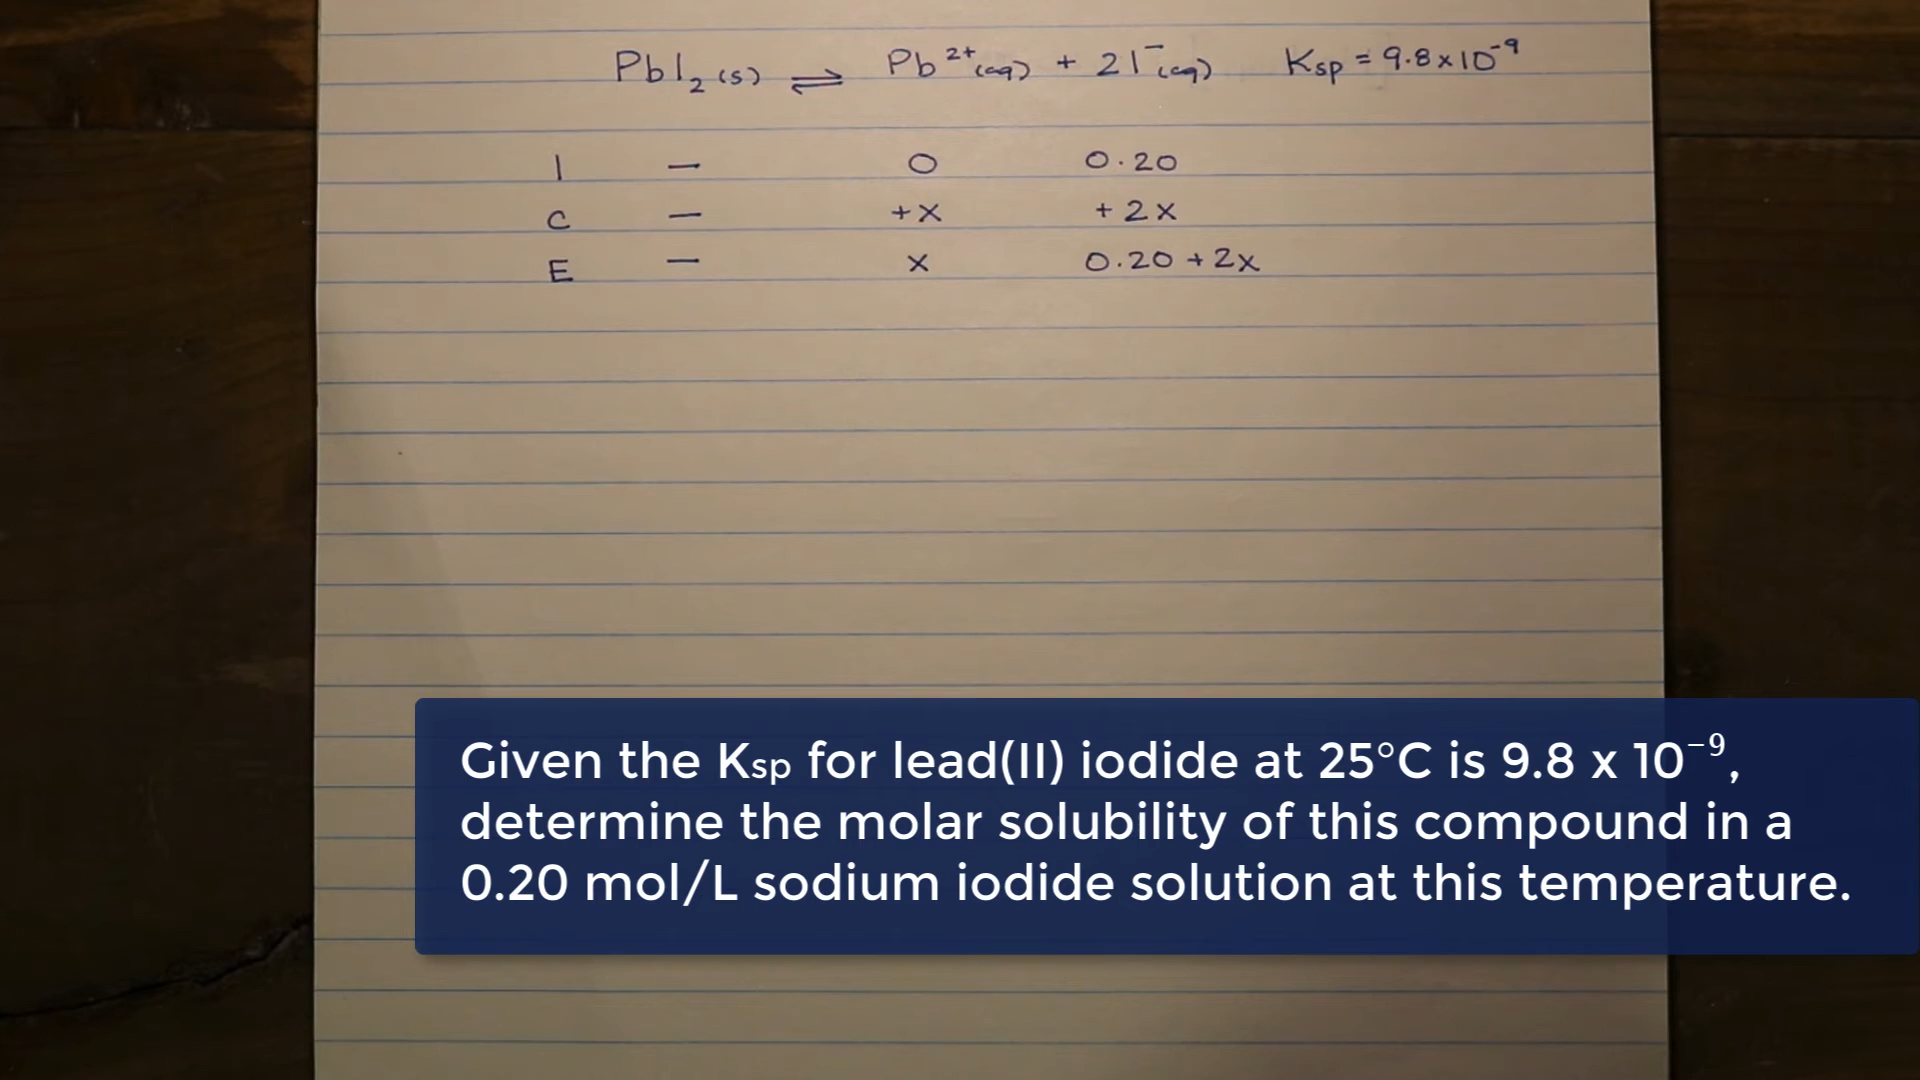 PbI₂ (s) ⇌ Pb²⁺(aq) + 2I⁻(aq) Ksp = 9.8 x 10⁻⁹
I — 0 0.20
C — +x + 2x
E — x 0.20 + 2x
Given the Ksp for lead(II) iodide at 25°C is 9.8 x 10⁻⁹,
determine the molar solubility of this compound in a
0.20 mol/L sodium iodide solution at this temperature.